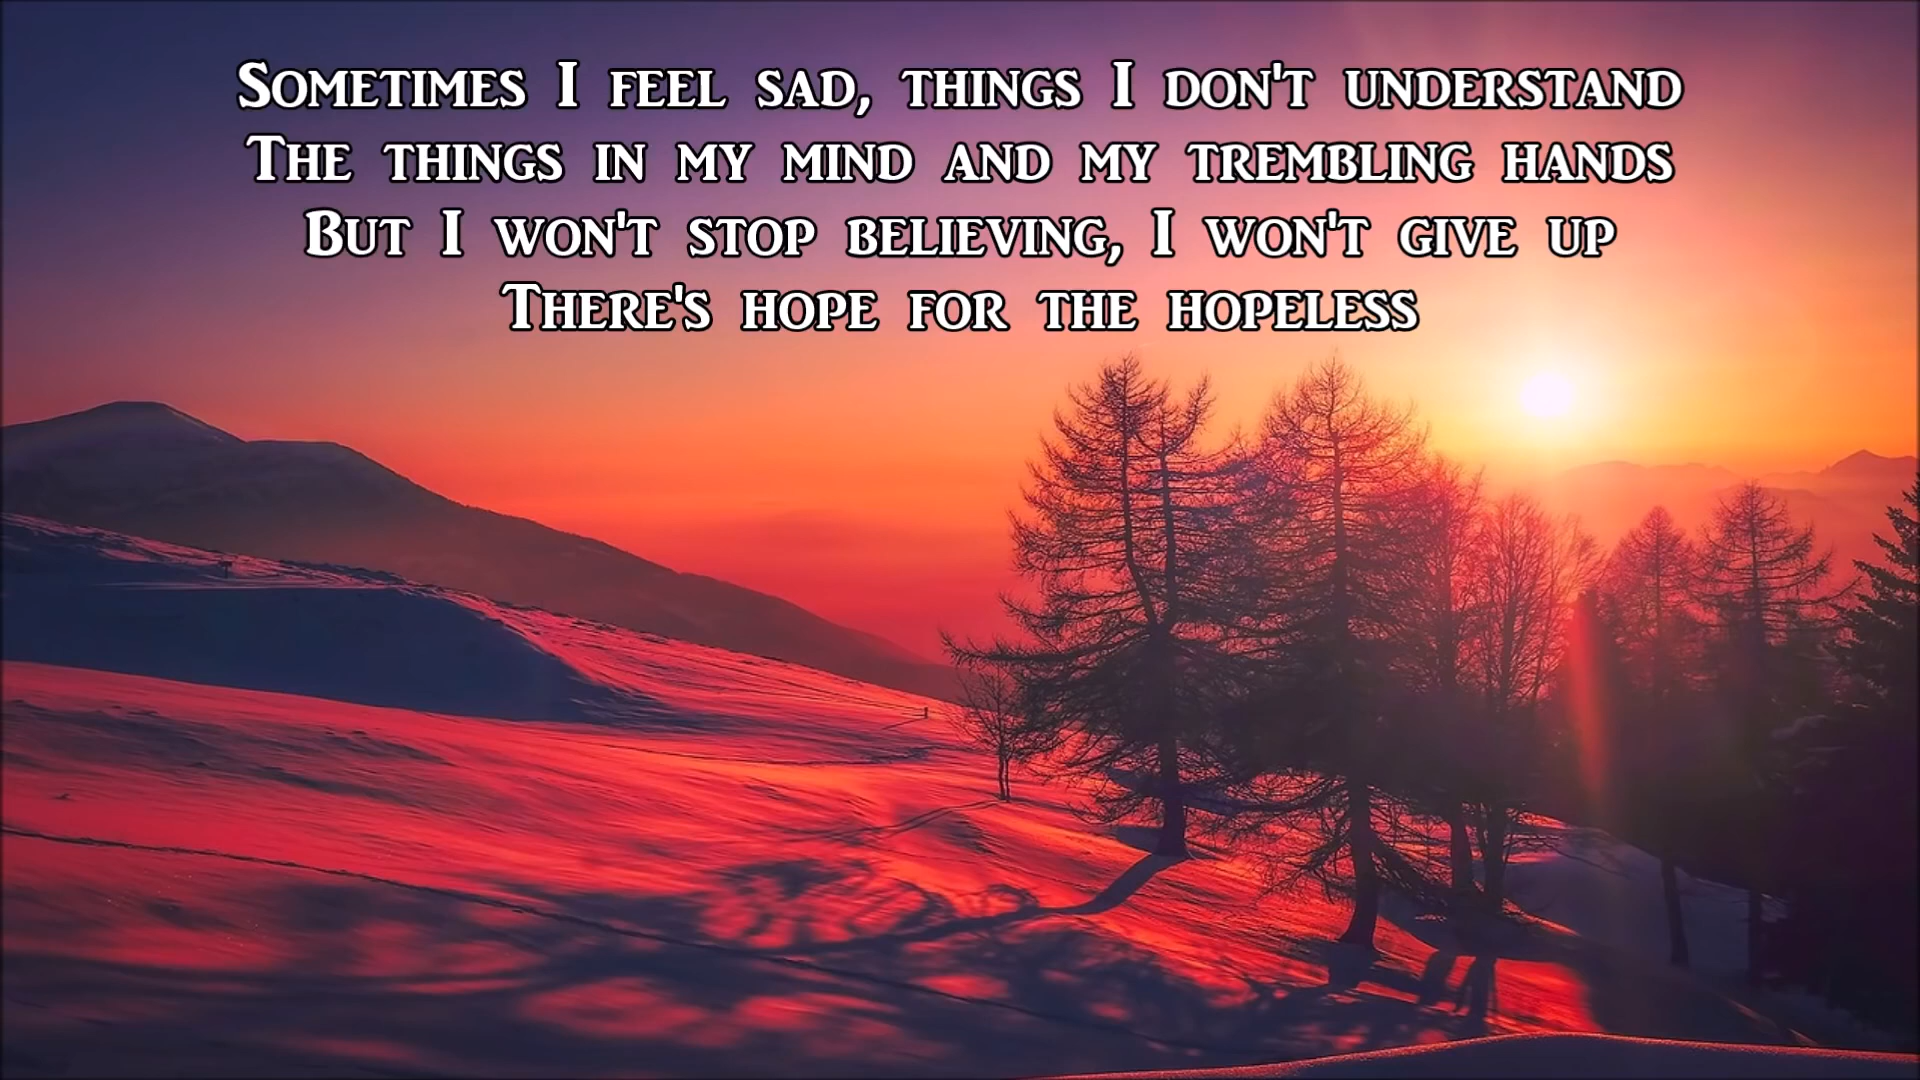 Sometimes I feel sad, things I don't understand
The things in my mind and my trembling hands
But I won't stop believing, I won't give up
There's hope for the hopeless